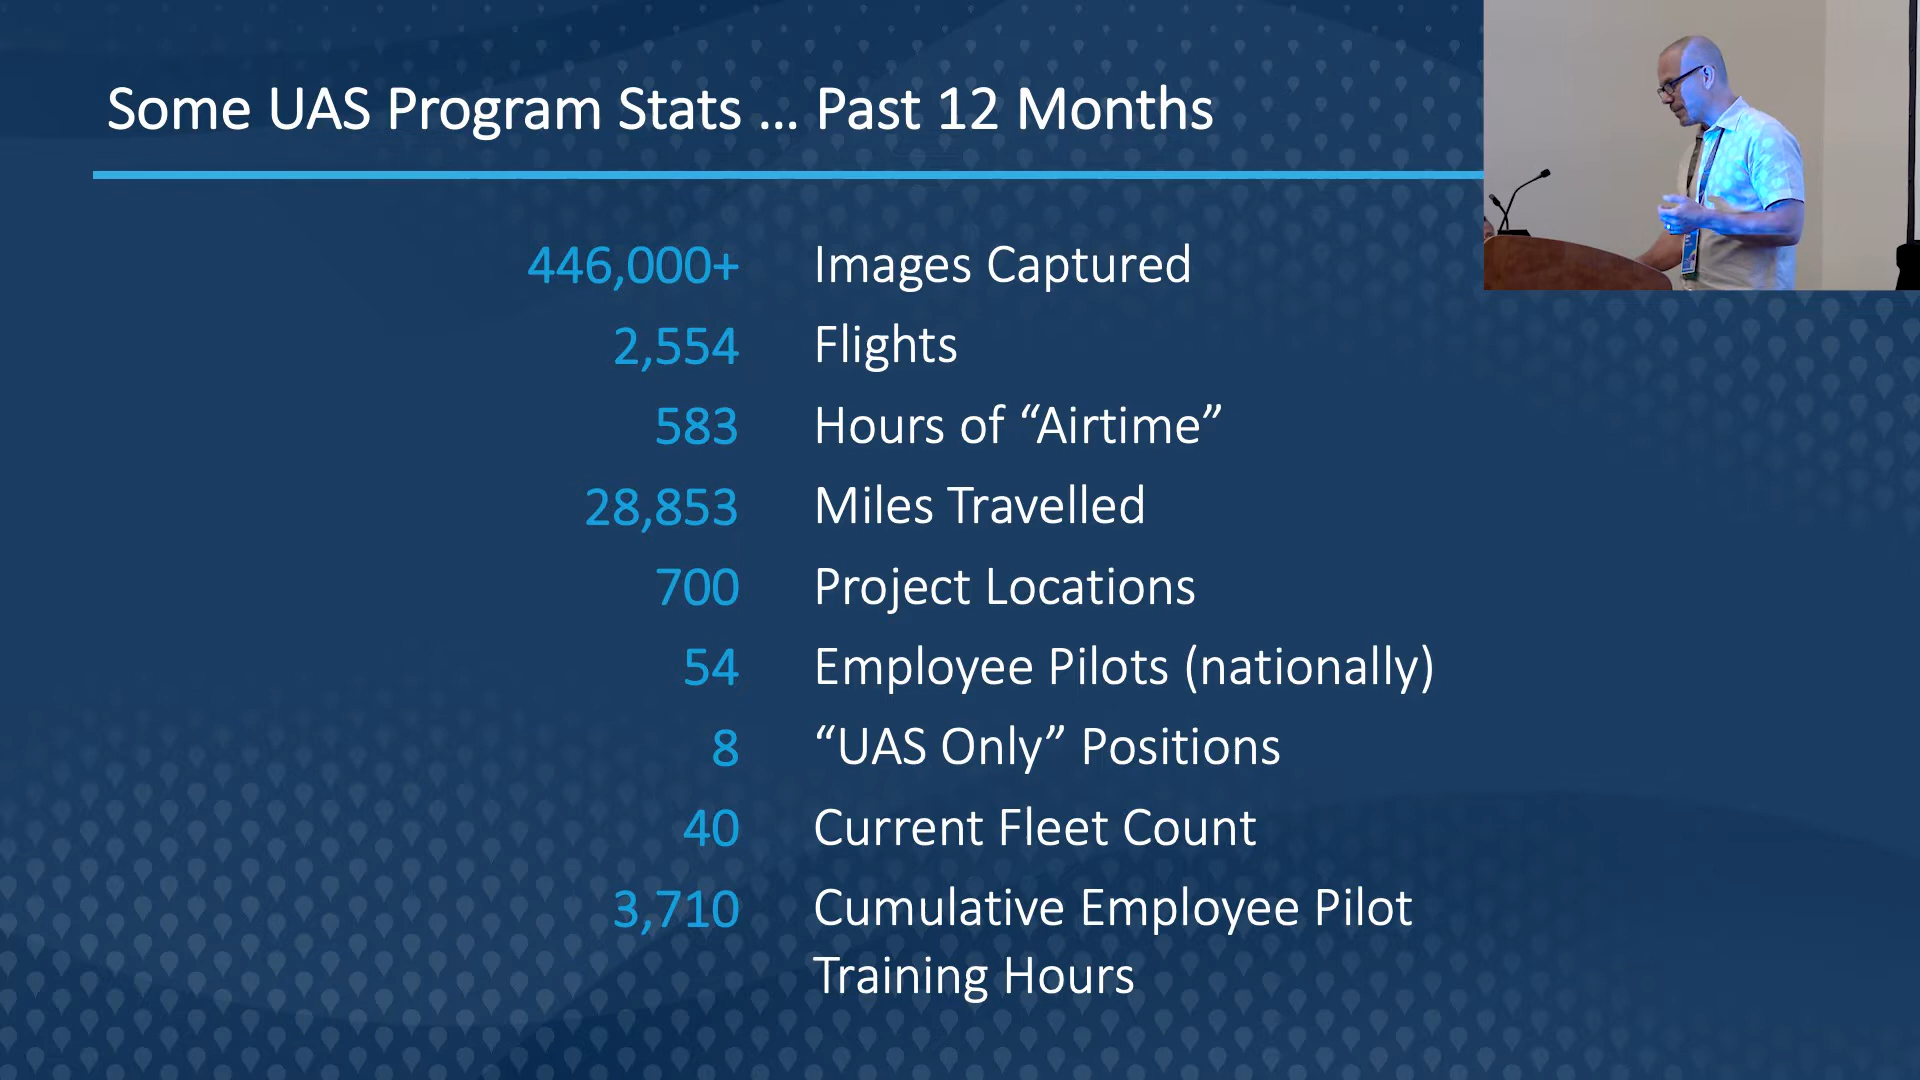 Some UAS Program Stats ... Past 12 Months
446,000+ Images Captured
2,554 Flights
583 Hours of “Airtime”
28,853 Miles Travelled
700 Project Locations
54 Employee Pilots (nationally)
8 “UAS Only” Positions
40 Current Fleet Count
3,710 Cumulative Employee Pilot
Training Hours